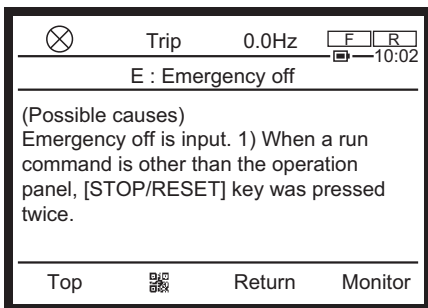 Trip 0.0Hz F R
10:02
E : Emergency off
(Possible causes)
Emergency off is input. 1) When a run
command is other than the operation
panel, [STOP/RESET] key was pressed
twice.
Top Return Monitor